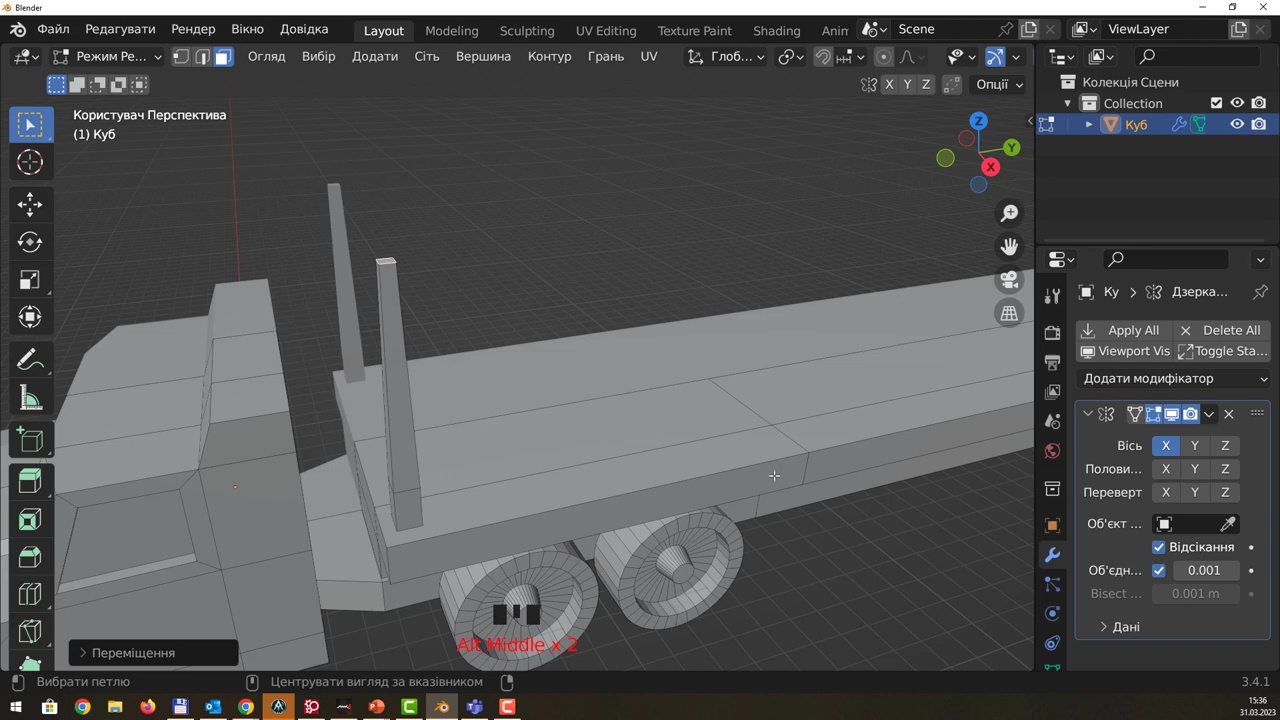 Blender
Файл Редагувати Рендер Вікно Довідка Layout Modeling Sculpting UV Editing Texture Paint Shading Anim Scene ViewLayer
Режим Ре... Огляд Вибір Додати Сіть Вершина Контур Грань UV Глоб...
X Y Z Опції
Користувач Перспектива
(1) Куб
Z
Y
X
Колекція Сцени
Collection
Куб
Ку > Дзерка...
Apply All Delete All
Viewport Vis Toggle Sta...
Додати модифікатор
Вісь X Y Z
Полови... X Y Z
Переверт X Y Z
Об'єкт ...
Відсікання
Об'єдн... 0.001
Bisect ... 0.001 m
Дані
Alt Middle x 2
Переміщення
Вибрати петлю Центрувати вигляд за вказівником 3.4.1
15:36
31.03.2023